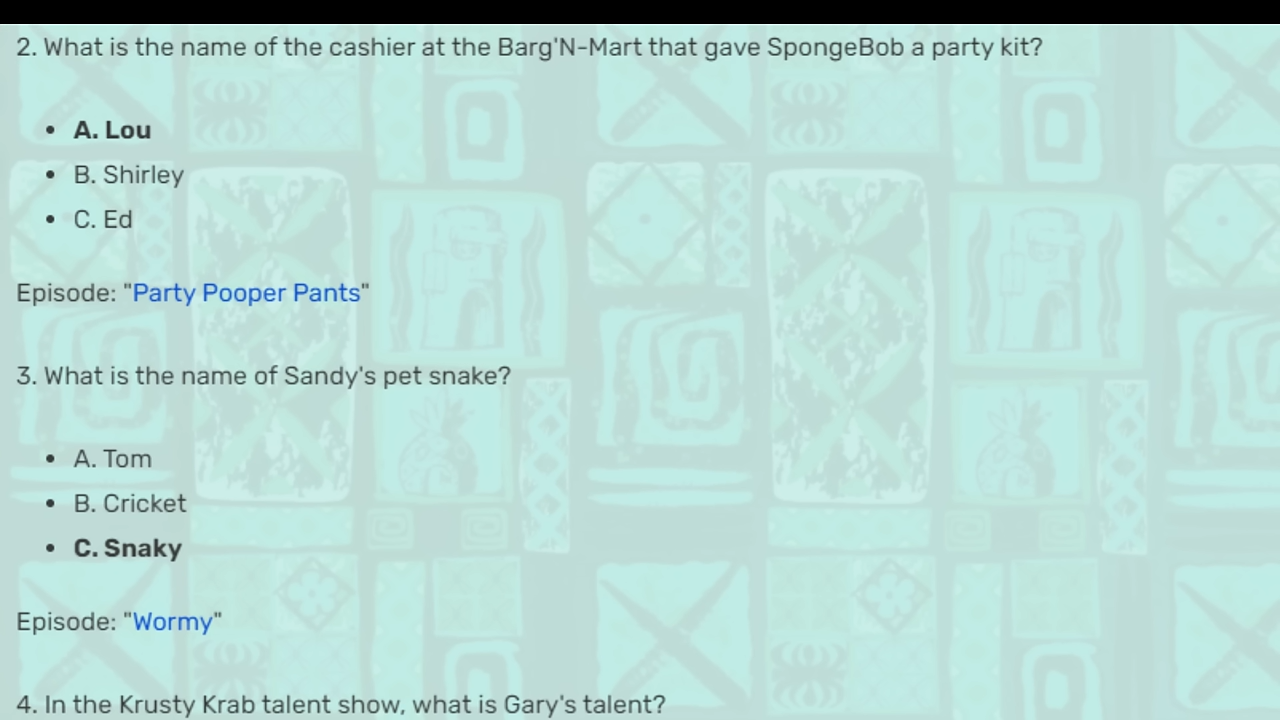 2. What is the name of the cashier at the Barg'N-Mart that gave SpongeBob a party kit?
• A. Lou
• B. Shirley
• C. Ed
Episode: "Party Pooper Pants"
3. What is the name of Sandy's pet snake?
• A. Tom
• B. Cricket
• C. Snaky
Episode: "Wormy"
4. In the Krusty Krab talent show, what is Gary's talent?